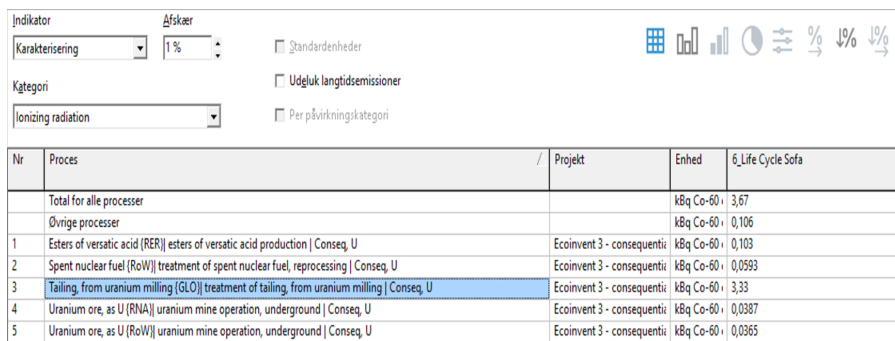 Indikator Afskær
Karakterisering 1 % Standardenheder
Udeluk langtidsemissioner
Kategori
Ionizing radiation Per påvirkningskategori
Nr Proces / Projekt Enhed 6_Life Cycle Sofa
Total for alle processer kBq Co-60 3,67
Øvrige processer kBq Co-60 0,106
1 Esters of versatic acid {RER}| esters of versatic acid production | Conseq, U Ecoinvent 3 - consequentia kBq Co-60 0,103
2 Spent nuclear fuel {RoW}| treatment of spent nuclear fuel, reprocessing | Conseq, U Ecoinvent 3 - consequentia kBq Co-60 0,0593
3 Tailing, from uranium milling {GLO}| treatment of tailing, from uranium milling | Conseq, U Ecoinvent 3 - consequentia kBq Co-60 3,33
4 Uranium ore, as U {RNA}| uranium mine operation, underground | Conseq, U Ecoinvent 3 - consequentia kBq Co-60 0,0387
5 Uranium ore, as U {RoW}| uranium mine operation, underground | Conseq, U Ecoinvent 3 - consequentia kBq Co-60 0,0365